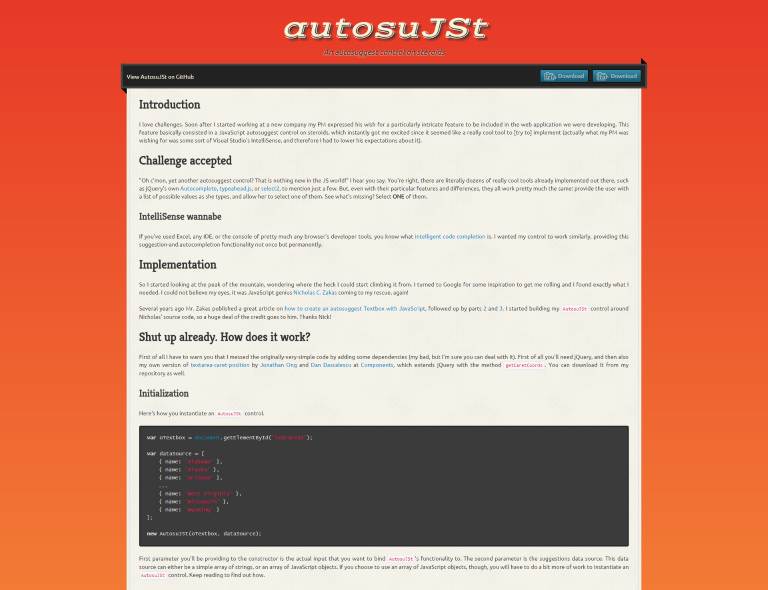 autosuJSt
An autosuggest control on steroids
View AutosuJSt on GitHub
Download
Download
Introduction
I love challenges. Soon after I started working at a new company my PM expressed his wish for a particularly intricate feature to be included in the web application we were developing. This
feature basically consisted in a JavaScript autosuggest control on steroids, which instantly got me excited since it seemed like a really cool tool to [try to] implement (actually what my PM was
wishing for was some sort of Visual Studio's IntelliSense, and therefore I had to lower his expectations about it).
Challenge accepted
"Oh c'mon, yet another autosuggest control? That is nothing new in the JS world!" I hear you say. You're right, there are literally dozens of really cool tools already implemented out there, such
as jQuery's own Autocomplete, typeahead.js, or select2, to mention just a few. But, even with their particular features and differences, they all work pretty much the same: provide the user with
a list of possible values as she types, and allow her to select one of them. See what's missing? Select ONE of them.
IntelliSense wannabe
If you've used Excel, any IDE, or the console of pretty much any browser's developer tools, you know what intelligent code completion is. I wanted my control to work similarly, providing this
suggestion-and-autocompletion functionality not once but permanently.
Implementation
So I started looking at the peak of the mountain, wondering where the heck I could start climbing it from. I turned to Google for some inspiration to get me rolling and I found exactly what I
needed. I could not believe my eyes, it was JavaScript genius Nicholas C. Zakas coming to my rescue, again!
Several years ago Mr. Zakas published a great article on how to create an autosuggest Textbox with JavaScript, followed up by parts 2 and 3. I started building my AutosuJSt control around
Nicholas' source code, so a huge deal of the credit goes to him. Thanks Nick!
Shut up already. How does it work?
First of all I have to warn you that I messed the originally-very-simple code by adding some dependencies (my bad, but I'm sure you can deal with it). First of all you'll need jQuery, and then also
my own version of textarea-caret-position by Jonathan Ong and Dan Dascalescu at Components, which extends jQuery with the method getCaretCoords. You can download it from my
repository as well.
Initialization
Here's how you instantiate an AutosuJSt control.
var oTextbox = document.getElementById('textarea1');
var dataSource = [
{ name: 'Alabama' },
{ name: 'Alaska' },
{ name: 'Arizona' },
...
{ name: 'West Virginia' },
{ name: 'Wisconsin' },
{ name: 'Wyoming' }
];
new AutosuJSt(oTextbox, dataSource);
First parameter you'll be providing to the constructor is the actual input that you want to bind AutosuJSt's functionality to. The second parameter is the suggestions data source. This data
source can either be a simple array of strings, or an array of JavaScript objects. If you choose to use an array of JavaScript objects, though, you will have to do a bit more of work to instantiate an
AutosuJSt control. Keep reading to find out how.